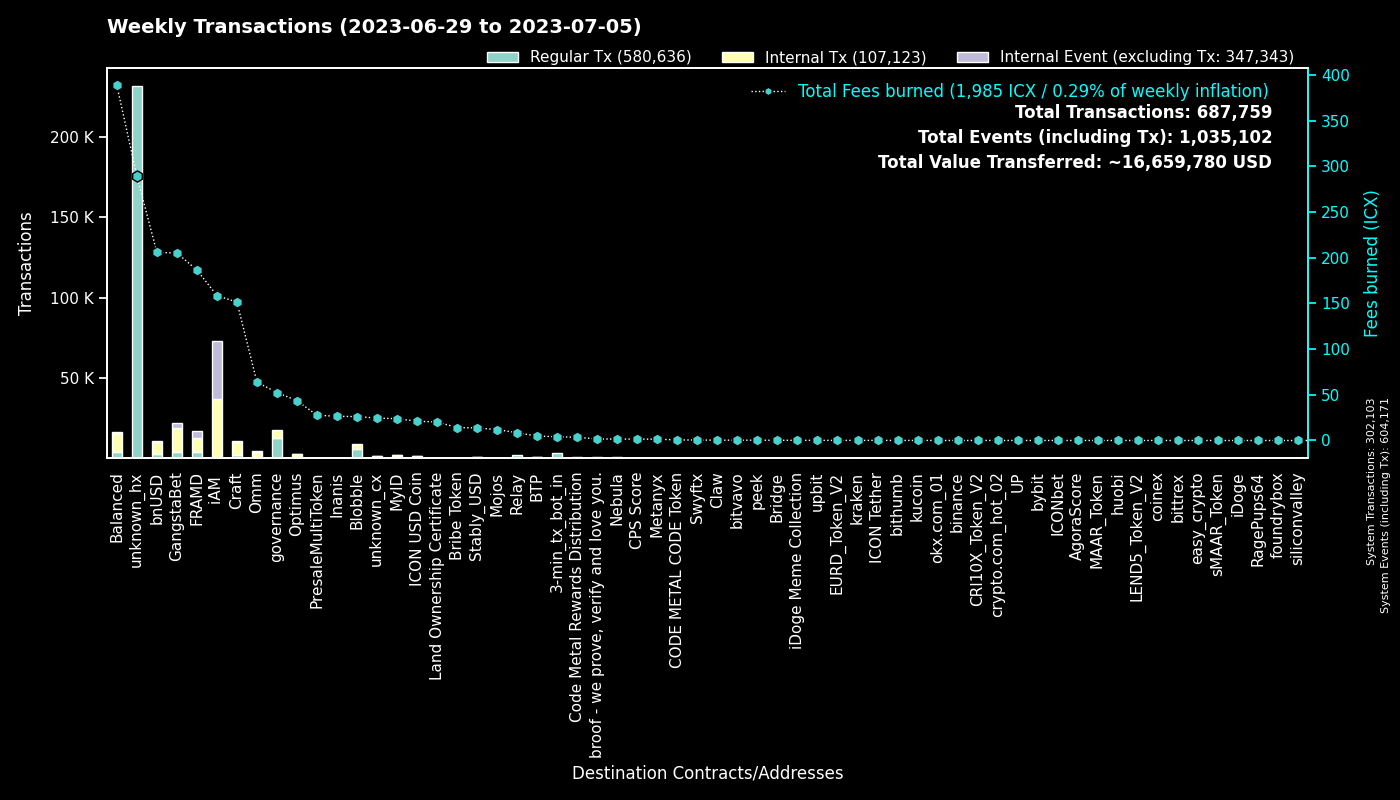 Weekly Transactions (2023-06-29 to 2023-07-05)
Regular Tx (580,636)
Internal Tx (107,123)
Internal Event (excluding Tx: 347,343)
Total Fees burned (1,985 ICX / 0.29% of weekly inflation)
Total Transactions: 687,759
Total Events (including Tx): 1,035,102
Total Value Transferred: ~16,659,780 USD
Transactions
200 K
150 K
100 K
50 K
400
350
300
250
200
150
100
50
0
Fees burned (ICX)
System Transactions: 302,103
System Events (including Tx): 604,171
Balanced
unknown_hx
bnUSD
GangstaBet
FRAMD
iAM
Craft
Omm
governance
Optimus
PresaleMultiToken
Inanis
Blobble
unknown_cx
MyID
ICON USD Coin
Land Ownership Certificate
Bribe Token
Stably_USD
Mojos
Relay
BTP
3-min_tx_bot_in
Code Metal Rewards Distribution
broof - we prove, verify and love you.
Nebula
CPS Score
Metanyx
CODE METAL CODE Token
Swyftx
Claw
bitvavo
peek
Bridge
iDoge Meme Collection
upbit
EURD_Token_V2
kraken
ICON Tether
bithumb
kucoin
okx.com_01
binance
CRI10X_Token_V2
crypto.com_hot_02
UP
bybit
ICONbet
AgoraScore
MAAR_Token
huobi
LEND5_Token_V2
coinex
bittrex
easy_crypto
sMAAR_Token
iDoge
RagePups64
foundrybox
siliconvalley
Destination Contracts/Addresses